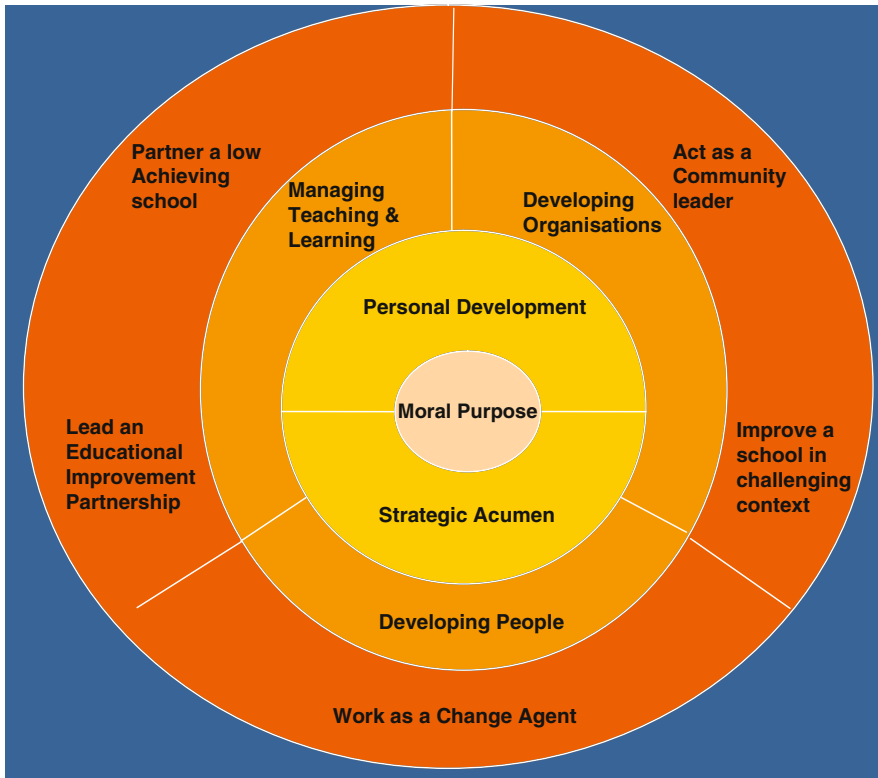 Partner a low
Achieving
school
Act as a
Community
leader
Managing
Teaching &
Learning
Developing
Organisations
Personal Development
Moral Purpose
Lead an
Educational
Improvement
Partnership
Improve a
school in
challenging
context
Strategic Acumen
Developing People
Work as a Change Agent